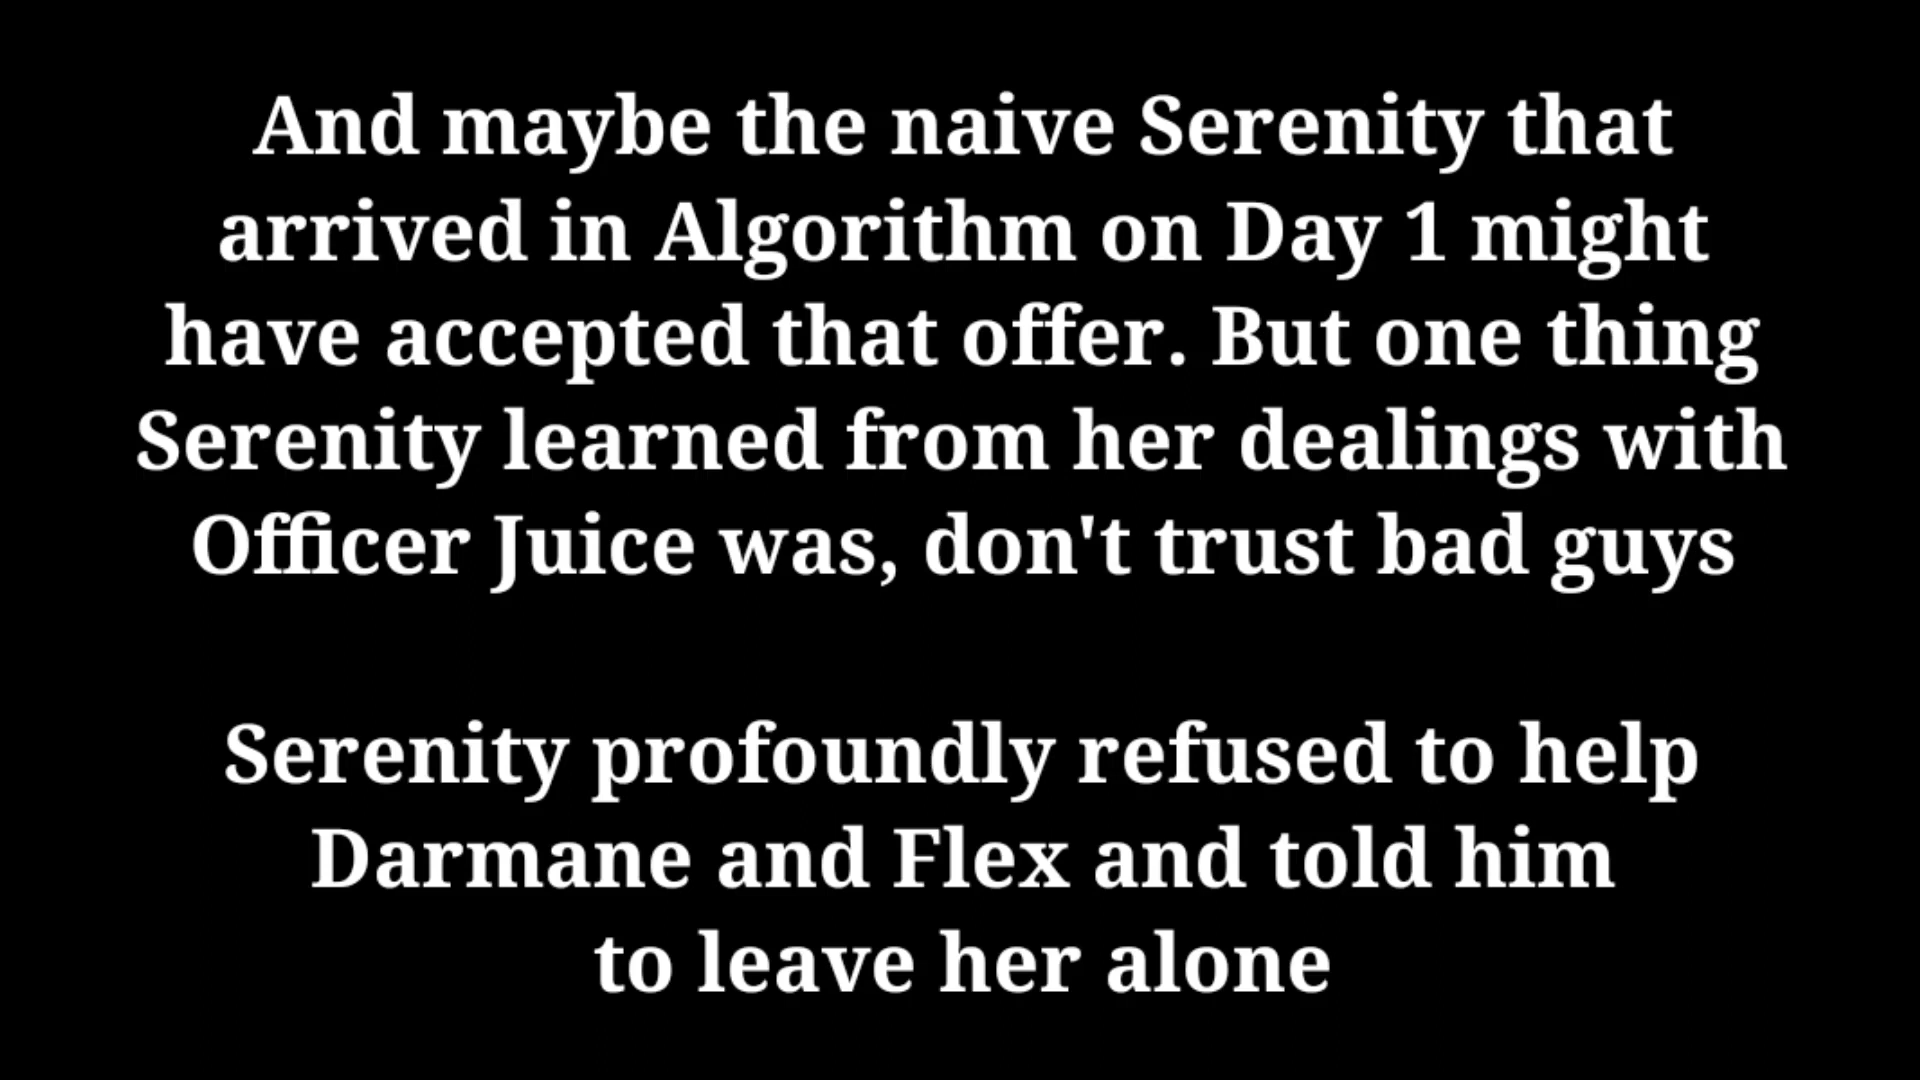 And maybe the naive Serenity that
arrived in Algorithm on Day 1 might
have accepted that offer. But one thing
Serenity learned from her dealings with
Officer Juice was, don't trust bad guys
Serenity profoundly refused to help
Darmane and Flex and told him
to leave her alone